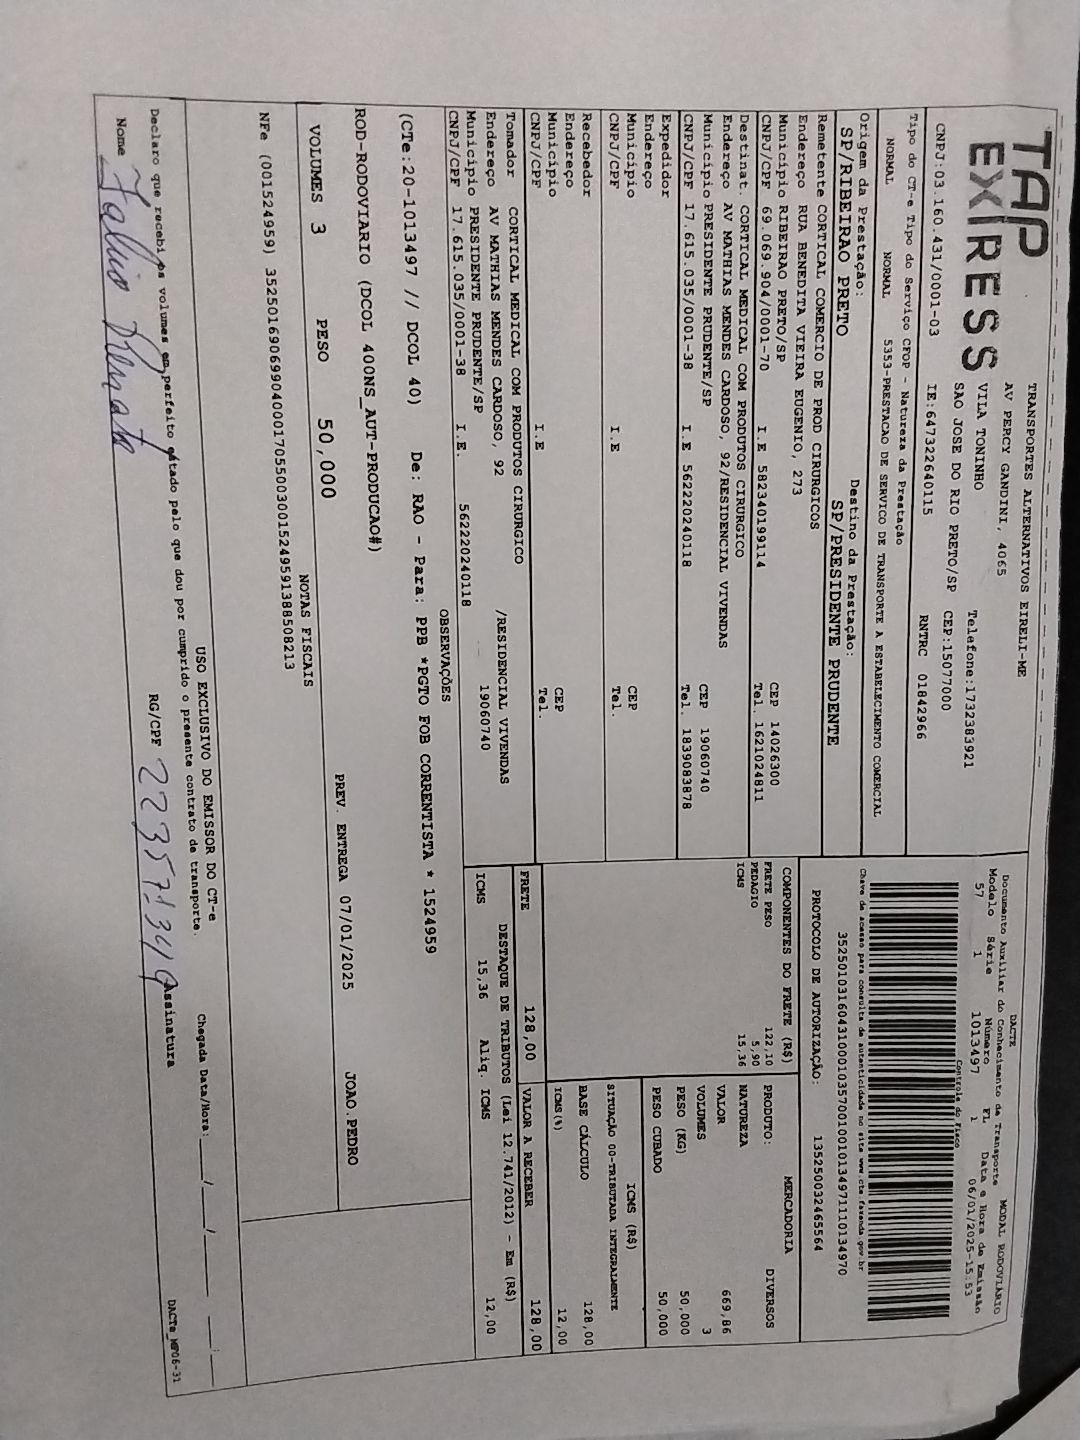 TAP
EXPRESS
TRANSPORTES ALTERNATIVOS EIRELI-ME
AV PERCY GANDINI, 4065
VILA TONINHO Telefone:1732383921
SAO JOSE DO RIO PRETO/SP CEP:15077000
CNPJ:03.160.431/0001-03 IE:647322640115 RNTRC 01842966
DACTE
Documento Auxiliar do Conhecimento de Transporte MODAL RODOVIÁRIO
Modelo Série Número FL Data e Hora de Emissão
57 1 1013497 1 06/01/2025-15:53
Controle do Fisco
Chave de acesso para consulta de autenticidade no site www.cte.fazenda.gov.br
PROTOCOLO DE AUTORIZAÇÃO: 135250032465564
Tipo do CT-e Tipo do Serviço CFOP - Natureza da Prestação
NORMAL NORMAL 5353-PRESTACAO DE SERVICO DE TRANSPORTE A ESTABELECIMENTO COMERCIAL
Origem da Prestação: Destino da Prestação:
SP/RIBEIRAO PRETO SP/PRESIDENTE PRUDENTE
Remetente CORTICAL COMERCIO DE PROD CIRURGICOS
Endereço RUA BENEDITA VIEIRA EUGENIO, 273
Município RIBEIRAO PRETO/SP CEP 14026300
CNPJ/CPF 69.069.904/0001-70 I.E 582340199114 Tel. 1621024811
Destinat. CORTICAL MEDICAL COM PRODUTOS CIRURGICO
Endereço AV MATHIAS MENDES CARDOSO, 92/RESIDENCIAL VIVENDAS
Município PRESIDENTE PRUDENTE/SP CEP 19060740
CNPJ/CPF 17.615.035/0001-38 I.E 562220240118 Tel. 1839083878
Expedidor
Endereço
Município CEP
CNPJ/CPF I.E Tel.
Recebedor
Endereço
Município CEP
CNPJ/CPF I.E Tel.
Tomador CORTICAL MEDICAL COM PRODUTOS CIRURGICO
Endereço AV MATHIAS MENDES CARDOSO, 92 /RESIDENCIAL VIVENDAS
Município PRESIDENTE PRUDENTE/SP 19060740
CNPJ/CPF 17.615.035/0001-38 I.E. 562220240118
COMPONENTES DO FRETE (R$)
FRETE PESO 122,10
PEDAGIO 5,90
ICMS 15,36
MERCADORIA
PRODUTO: DIVERSOS
NATUREZA
VALOR 669,86
VOLUMES 3
PESO (KG) 50,000
PESO CUBADO 50,000
ICMS (R$)
SITUAÇÃO 00-TRIBUTADA INTEGRALMENTE
BASE CÁLCULO 128,00
ICMS(%) 12,00
FRETE 128,00 VALOR A RECEBER 128,00
DESTAQUE DE TRIBUTOS (Lei 12.741/2012) - Em (R$)
ICMS 15,36 Aliq. ICMS 12,00
OBSERVAÇÕES
(CTe:20-1013497 // DCOL 40) De: RAO - Para: PPB *PGTO FOB CORRENTISTA * 1524959
ROD-RODOVIARIO (DCOL 400NS_AUT-PRODUCAO#)
VOLUMES 3 PESO 50,000 PREV. ENTREGA 07/01/2025 JOAO.PEDRO
NOTAS FISCAIS
NFe (001524959)
USO EXCLUSIVO DO EMISSOR DO CT-e
Declaro que recebi os volumes em perfeito estado pelo que dou por cumprido o presente contrato de transporte. Chegada Data/Hora: / / :
Nome RG/CPF Assinatura
DACTe_MP06-31